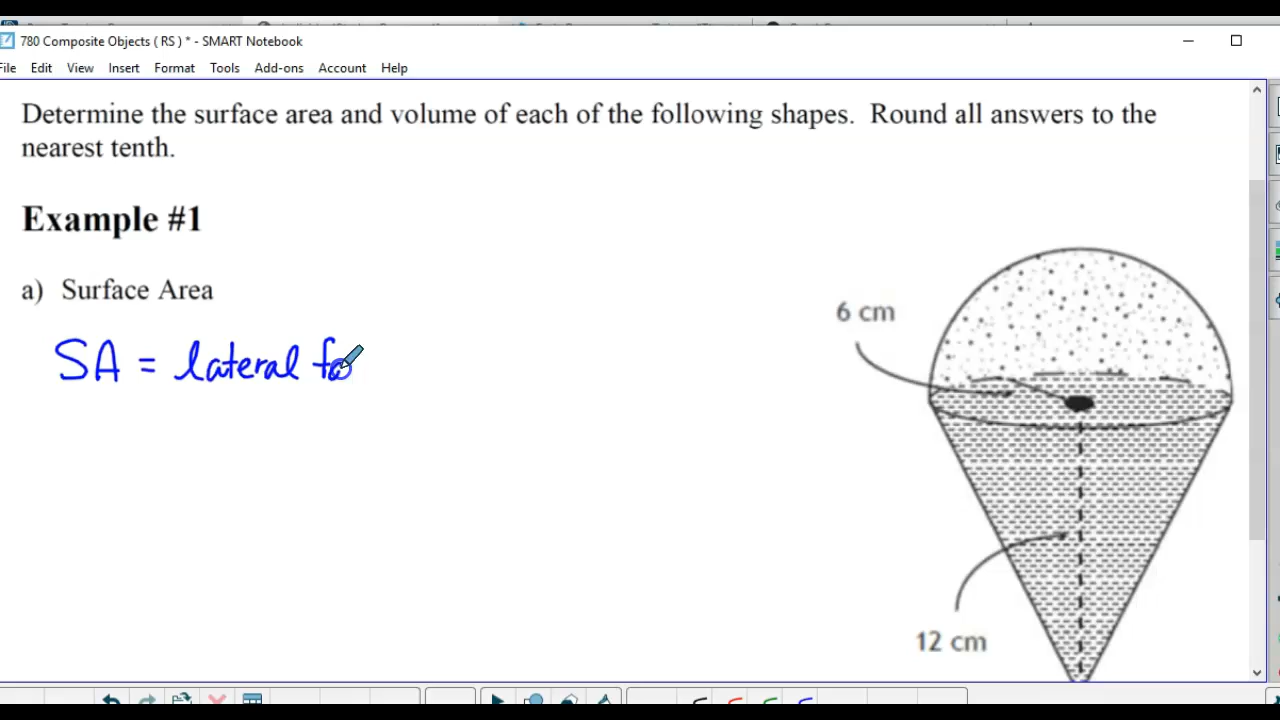 780 Composite Objects ( RS ) * - SMART Notebook
File Edit View Insert Format Tools Add-ons Account Help
Determine the surface area and volume of each of the following shapes. Round all answers to the
nearest tenth.
Example #1
a) Surface Area
SA = lateral fa
6 cm
12 cm